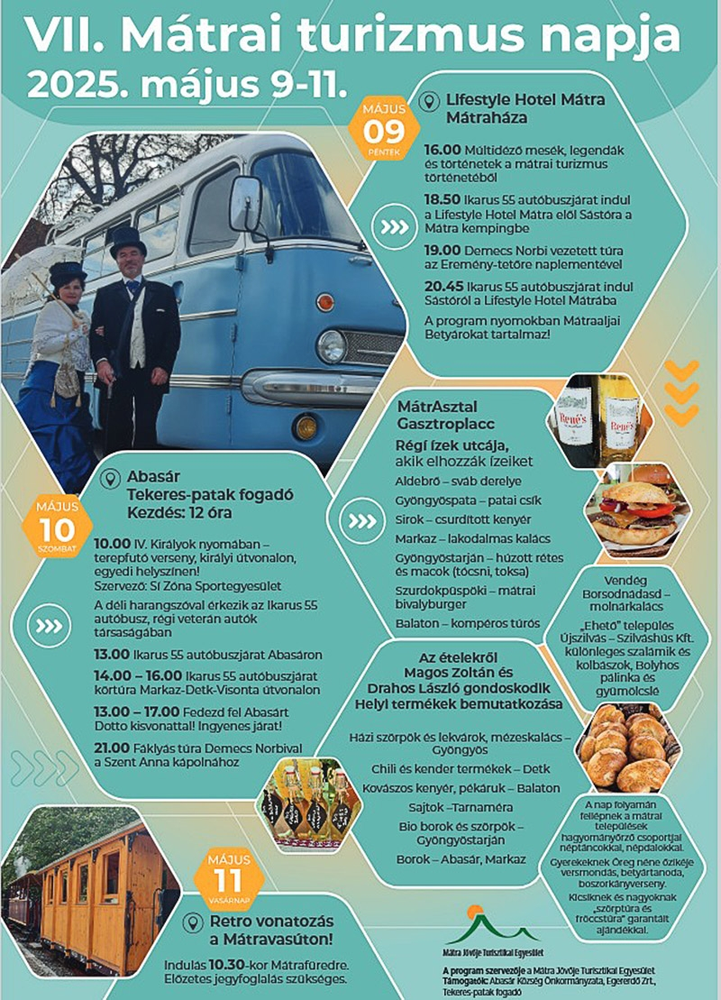 VII. Mátrai turizmus napja
2025. május 9-11.
MÁJUS
09
PÉNTEK
Lifestyle Hotel Mátra
Mátraháza
16.00 Múltidéző mesék, legendák
és történetek a mátrai turizmus
történetéből
18.50 Ikarus 55 autóbuszjárat indul
a Lifestyle Hotel Mátra elől Sástóra a
Mátra kempingbe
19.00 Demecs Norbi vezetett túra
az Eremény-tetőre naplementével
20.45 Ikarus 55 autóbuszjárat indul
Sástóról a Lifestyle Hotel Mátrába
A program nyomokban Mátraaljai
Betyárokat tartalmaz!
MátrAsztal
Gasztroplacc
Régi ízek utcája,
akik elhozzák ízeiket
Aldebrő – sváb derelye
Gyöngyöspata – patai csík
Sirok – csurdított kenyér
Markaz – lakodalmas kalács
Gyöngyöstarján – húzott rétes
és macok (tócsni, toksa)
Szurdokpüspöki – mátrai
bivalyburger
Balaton – kompéros túrós
René's
René's
Vendég
Borsodnádasd –
molnárkalács
„Ehető” település
Újszilvás – Szilváshús Kft.
különleges szalámik és
kolbászok, Bolyhos
pálinka és
gyümölcslé
MÁJUS
10
SZOMBAT
Abasár
Tekeres-patak fogadó
Kezdés: 12 óra
10.00 IV. Királyok nyomában –
terepfutó verseny, királyi útvonalon,
egyedi helyszínen!
Szervező: Sí Zóna Sportegyesület
A déli harangszóval érkezik az Ikarus 55
autóbusz, régi veterán autók
társaságában
13.00 Ikarus 55 autóbuszjárat Abasáron
14.00 – 16.00 Ikarus 55 autóbuszjárat
körtúra Markaz-Detk-Visonta útvonalon
13.00 – 17.00 Fedezd fel Abasárt
Dotto kisvonattal! Ingyenes járat!
21.00 Fáklyás túra Demecs Norbival
a Szent Anna kápolnához
Az ételekről
Magos Zoltán és
Drahos László gondoskodik
Helyi termékek bemutatkozása
Házi szörpök és lekvárok, mézeskalács –
Gyöngyös
Chili és kender termékek – Detk
Kovászos kenyér, pékáruk – Balaton
Sajtok –Tarnaméra
Bio borok és szörpök –
Gyöngyöstarján
Borok – Abasár, Markaz
A nap folyamán
fellépnek a mátrai
települések
hagyományőrző csoportjai
néptáncokkal, népdalokkal.
Gyerekeknek Öreg néne őzikéje
versmondás, betyártanoda,
boszorkányverseny.
Kicsiknek és nagyoknak
„szörptúra és
fröccstúra” garantált
ajándékkal.
MÁJUS
11
VASÁRNAP
Retro vonatozás
a Mátravasúton!
Indulás 10.30-kor Mátrafüredre.
Előzetes jegyfoglalás szükséges.
Mátra Jövője Turisztikai Egyesület
A program szervezője a Mátra Jövője Turisztikai Egyesület
Támogatók: Abasár Község Önkormányzata, Egererdő Zrt.,
Tekeres-patak fogadó